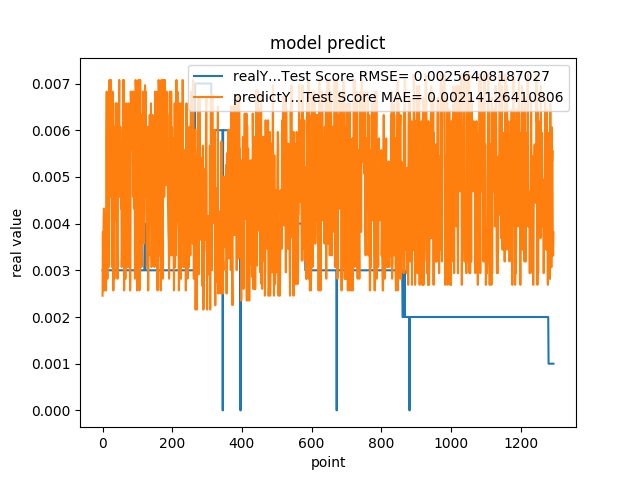 model predict
realY...Test Score RMSE= 0.00256408187027
predictY...Test Score MAE= 0.00214126410806
0.007
0.006
0.005
0.004
0.003
0.002
0.001
0.000
real value
0 200 400 600 800 1000 1200
point